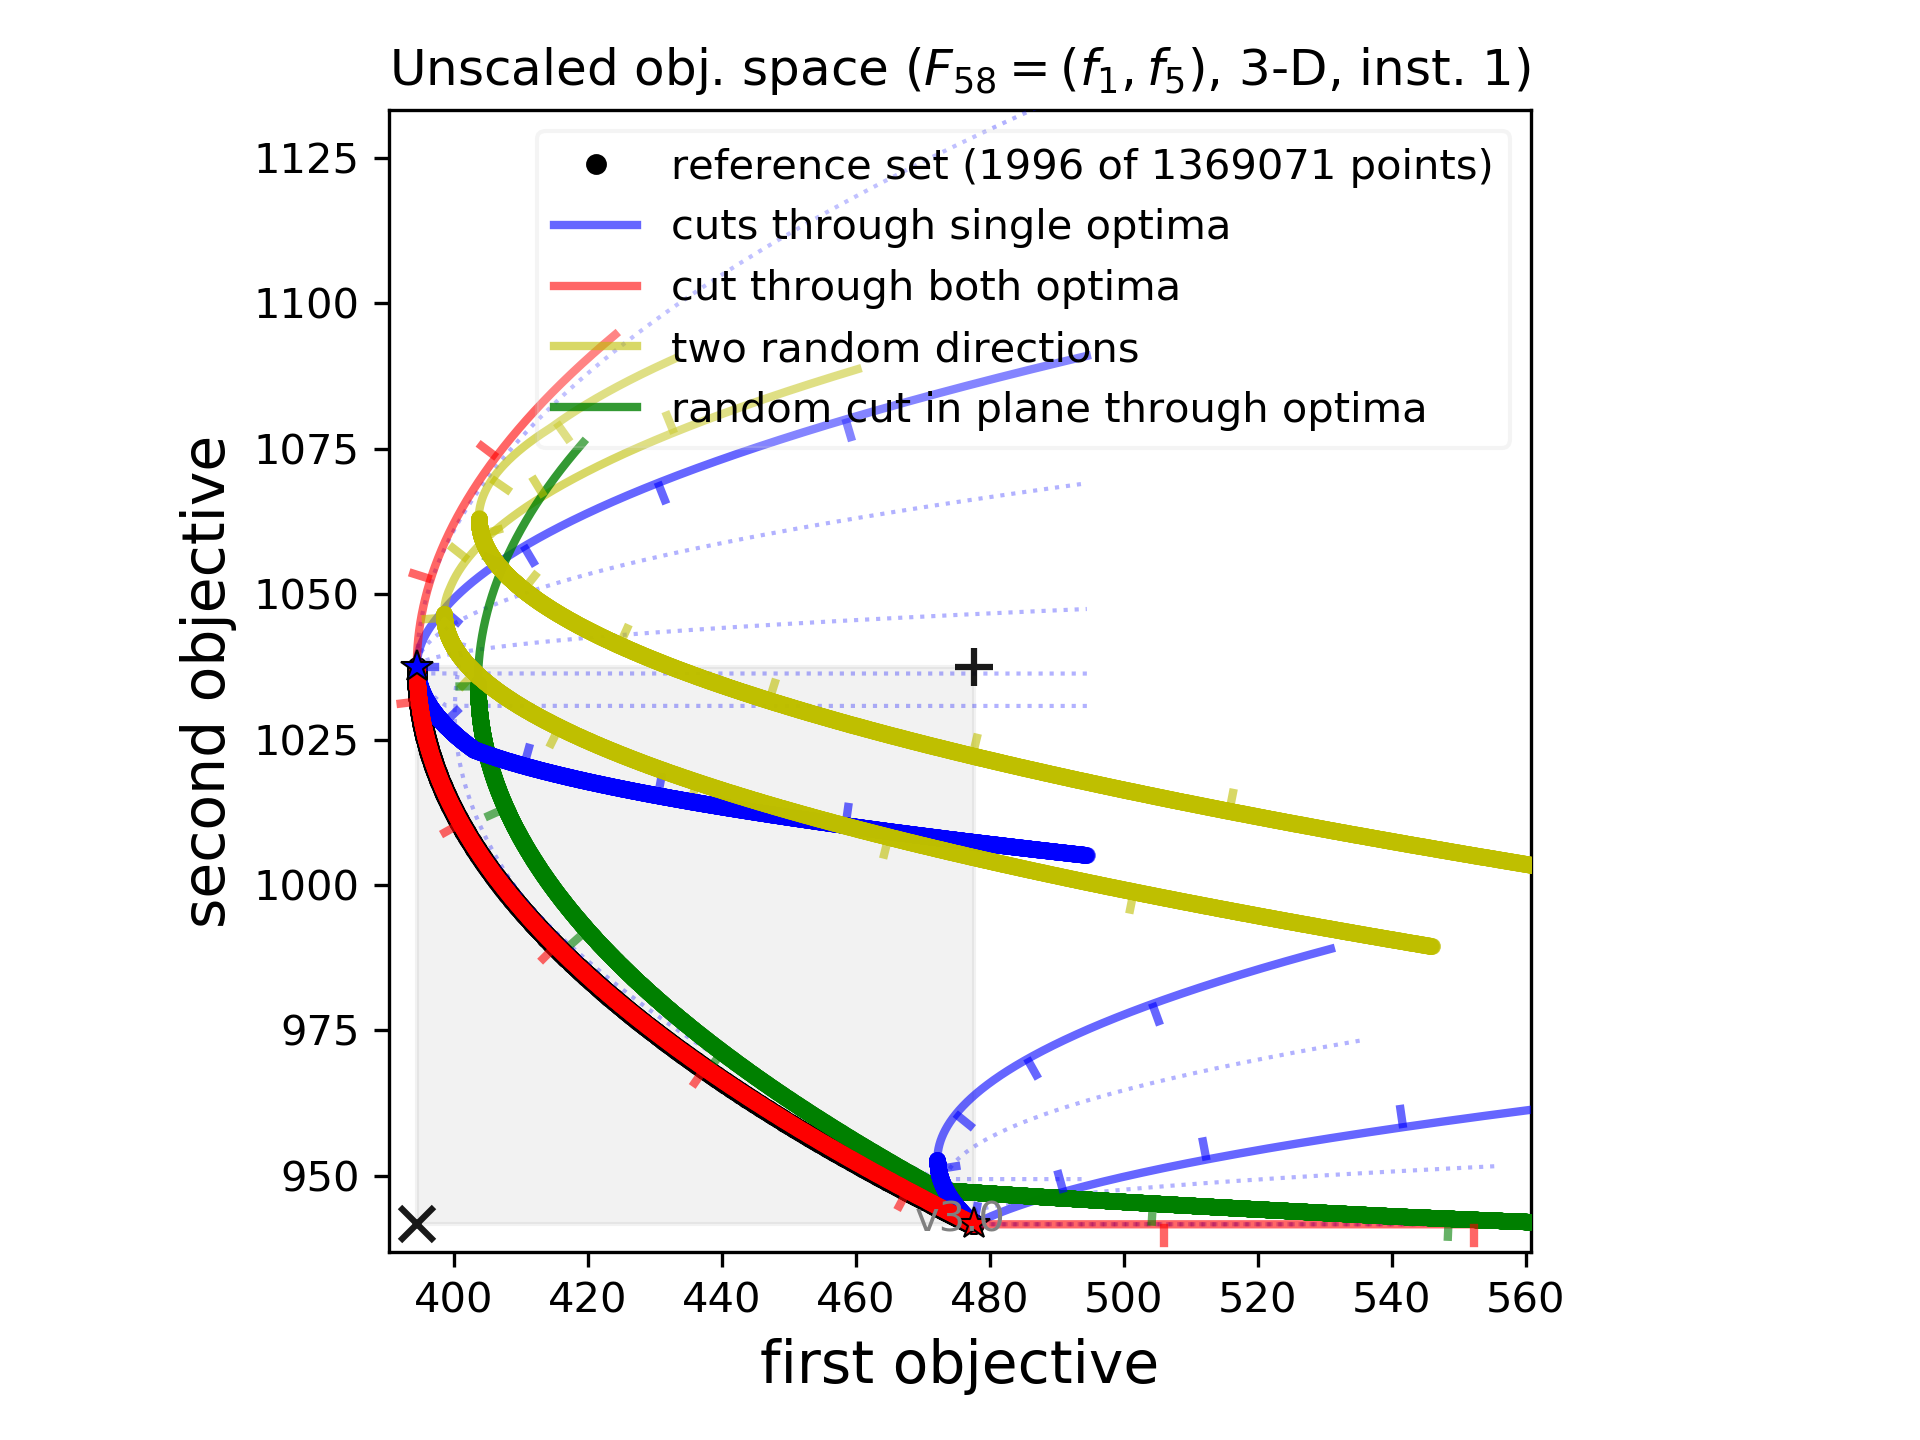 Unscaled obj. space (F₅₈ = (f₁, f₅), 3-D, inst. 1)
reference set (1996 of 1369071 points)
cuts through single optima
cut through both optima
two random directions
random cut in plane through optima
1125
1100
1075
1050
1025
1000
975
950
second objective
v3.0
400 420 440 460 480 500 520 540 560
first objective